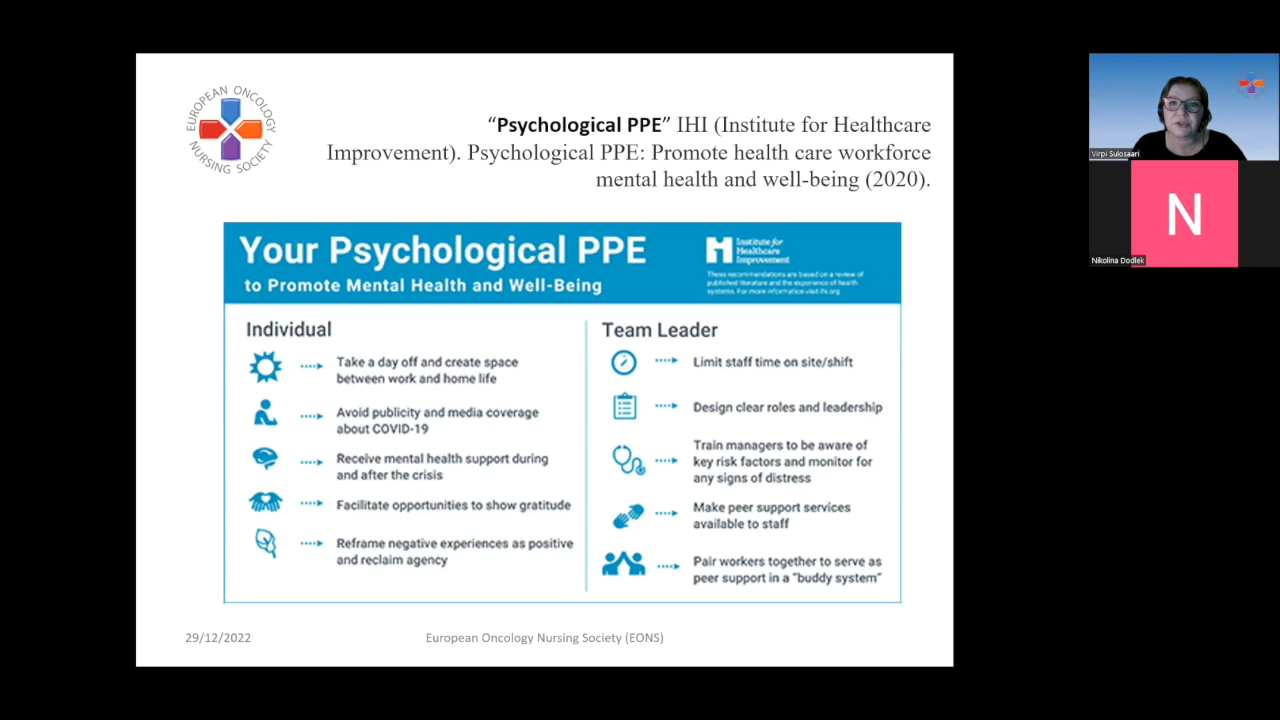 EUROPEAN ONCOLOGY
NURSING SOCIETY
“Psychological PPE” IHI (Institute for Healthcare
Improvement). Psychological PPE: Promote health care workforce
mental health and well-being (2020).
Your Psychological PPE
to Promote Mental Health and Well-Being
Institute for
Healthcare
Improvement
These recommendations are based on a review of
published literature and the experience of health
systems. For more information visit ihi.org
Individual
Take a day off and create space
between work and home life
Avoid publicity and media coverage
about COVID-19
Receive mental health support during
and after the crisis
Facilitate opportunities to show gratitude
Reframe negative experiences as positive
and reclaim agency
Team Leader
Limit staff time on site/shift
Design clear roles and leadership
Train managers to be aware of
key risk factors and monitor for
any signs of distress
Make peer support services
available to staff
Pair workers together to serve as
peer support in a “buddy system”
29/12/2022
European Oncology Nursing Society (EONS)
Virpi Sulosaari
N
Nikolina Dodlek